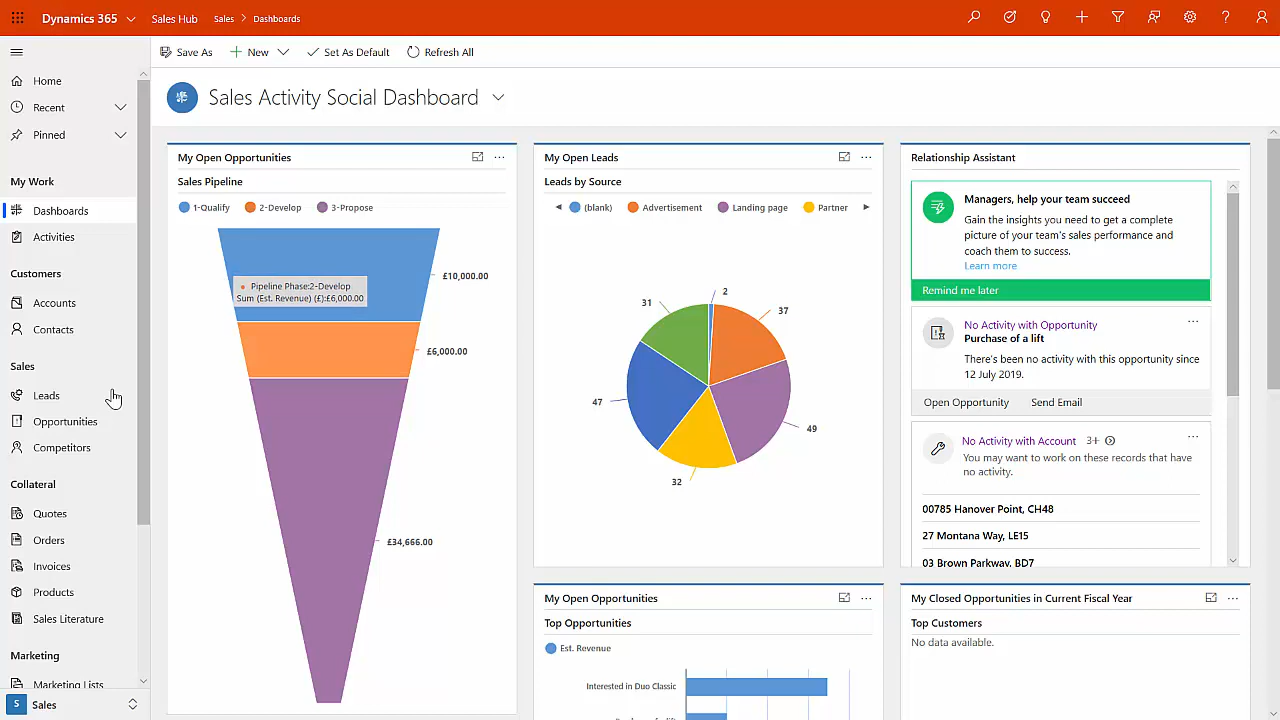 Dynamics 365
Sales Hub
Sales > Dashboards
Save As
New
Set As Default
Refresh All
Home
Recent
Pinned
My Work
Dashboards
Activities
Customers
Accounts
Contacts
Sales
Leads
Opportunities
Competitors
Collateral
Quotes
Orders
Invoices
Products
Sales Literature
Marketing
Marketing Lists
S Sales
Sales Activity Social Dashboard
My Open Opportunities
Sales Pipeline
1-Qualify 2-Develop 3-Propose
£10,000.00
Pipeline Phase:2-Develop
Sum (Est. Revenue) (£):£6,000.00
£6,000.00
£34,666.00
My Open Leads
Leads by Source
(blank) Advertisement Landing page Partner
2
31
37
47
49
32
Relationship Assistant
Managers, help your team succeed
Gain the insights you need to get a complete
picture of your team's sales performance and
coach them to success.
Learn more
Remind me later
No Activity with Opportunity
Purchase of a lift
There's been no activity with this opportunity since
12 July 2019.
Open Opportunity Send Email
No Activity with Account 3+
You may want to work on these records that have
no activity.
00785 Hanover Point, CH48
27 Montana Way, LE15
03 Brown Parkway, BD7
My Open Opportunities
Top Opportunities
Est. Revenue
Interested in Duo Classic
My Closed Opportunities in Current Fiscal Year
Top Customers
No data available.